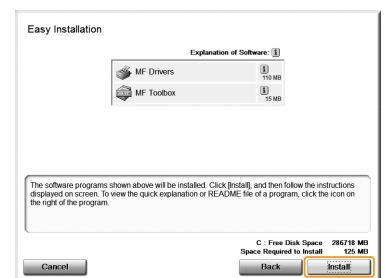 Easy Installation
Explanation of Software:
MF Drivers
110 MB
MF Toolbox
15 MB
The software programs shown above will be installed. Click [Install], and then follow the instructions
displayed on screen. To view the quick explanation or README file of a program, click the icon on
the right of the program.
C : Free Disk Space 286718 MB
Space Required to Install 125 MB
Cancel Back Install